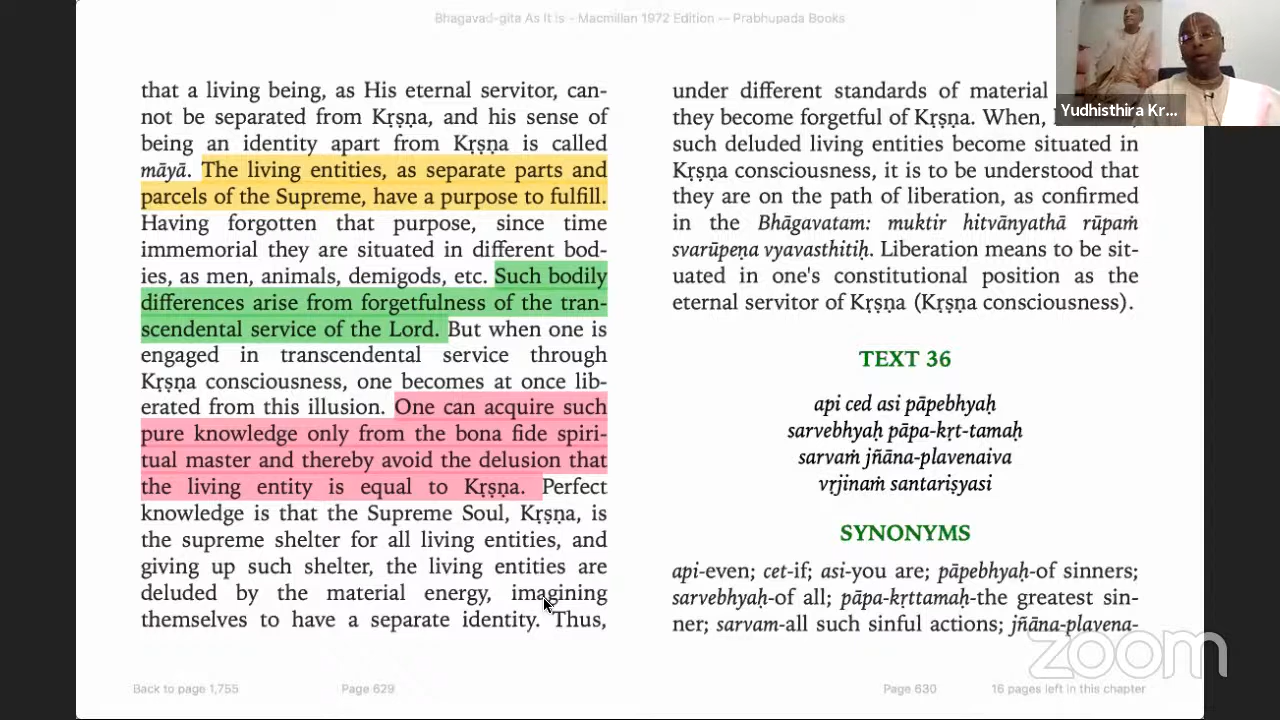 Bhagavad-gita As It Is - Macmillan 1972 Edition -- Prabhupada Books
that a living being, as His eternal servitor, can-
not be separated from Kṛṣṇa, and his sense of
being an identity apart from Kṛṣṇa is called
māyā. The living entities, as separate parts and
parcels of the Supreme, have a purpose to fulfill.
Having forgotten that purpose, since time
immemorial they are situated in different bod-
ies, as men, animals, demigods, etc. Such bodily
differences arise from forgetfulness of the tran-
scendental service of the Lord. But when one is
engaged in transcendental service through
Kṛṣṇa consciousness, one becomes at once lib-
erated from this illusion. One can acquire such
pure knowledge only from the bona fide spiri-
tual master and thereby avoid the delusion that
the living entity is equal to Kṛṣṇa. Perfect
knowledge is that the Supreme Soul, Kṛṣṇa, is
the supreme shelter for all living entities, and
giving up such shelter, the living entities are
deluded by the material energy, imagining
themselves to have a separate identity. Thus,
under different standards of material
they become forgetful of Kṛṣṇa. When,
such deluded living entities become situated in
Kṛṣṇa consciousness, it is to be understood that
they are on the path of liberation, as confirmed
in the Bhāgavatam: muktir hitvānyathā rūpaṁ
svarūpeṇa vyavasthitiḥ. Liberation means to be sit-
uated in one's constitutional position as the
eternal servitor of Kṛṣṇa (Kṛṣṇa consciousness).
TEXT 36
api ced asi pāpebhyaḥ
sarvebhyaḥ pāpa-kṛt-tamaḥ
sarvaṁ jñāna-plavenaiva
vṛjinaṁ santariṣyasi
SYNONYMS
api-even; cet-if; asi-you are; pāpebhyaḥ-of sinners;
sarvebhyaḥ-of all; pāpa-kṛttamaḥ-the greatest sin-
ner; sarvam-all such sinful actions; jñāna-plavena-
Back to page 1,755
Page 629
Page 630
16 pages left in this chapter
Yudhisthira Kr...
zoom